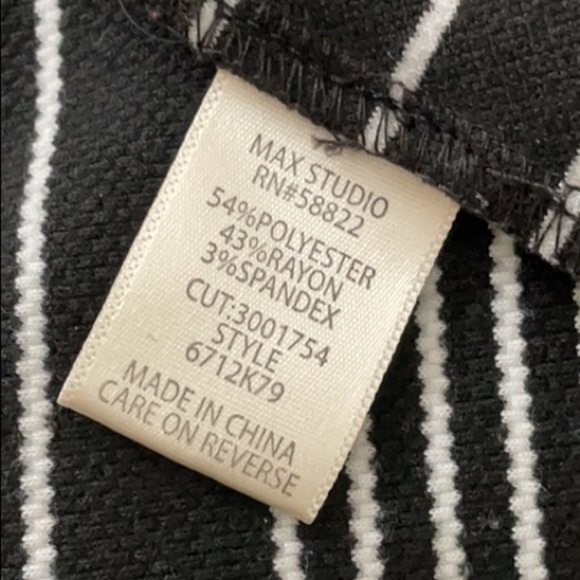 MAX STUDIO
RN#58822
54%POLYESTER
43%RAYON
3%SPANDEX
CUT:3001754
STYLE
6712K79
MADE IN CHINA
CARE ON REVERSE